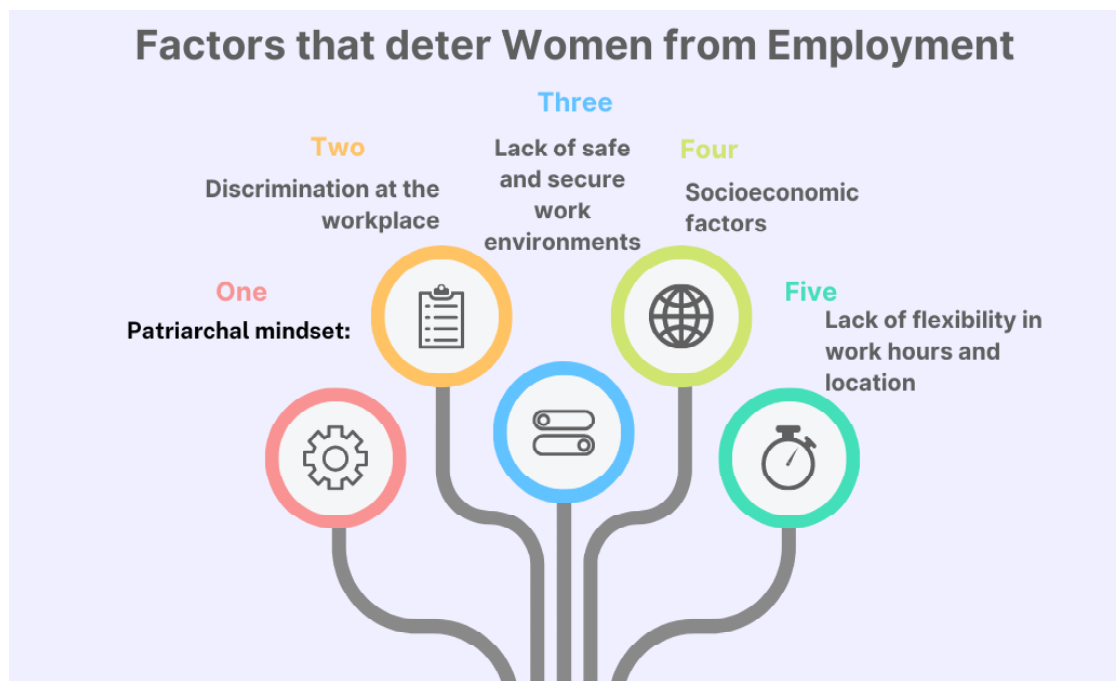 Factors that deter Women from Employment
One
Patriarchal mindset:
Two
Discrimination at the
workplace
Three
Lack of safe
and secure
work
environments
Four
Socioeconomic
factors
Five
Lack of flexibility in
work hours and
location